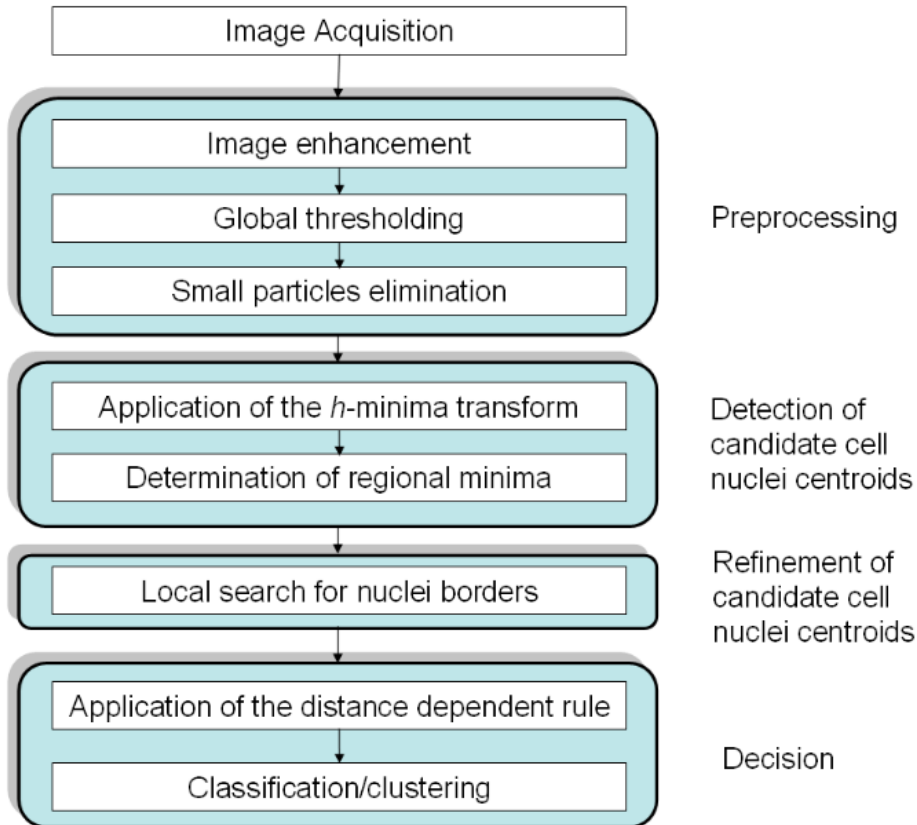 Image Acquisition
Image enhancement
Global thresholding
Preprocessing
Small particles elimination
Application of the h-minima transform
Determination of regional minima
Detection of
candidate cell
nuclei centroids
Local search for nuclei borders
Refinement of
candidate cell
nuclei centroids
Application of the distance dependent rule
Classification/clustering
Decision